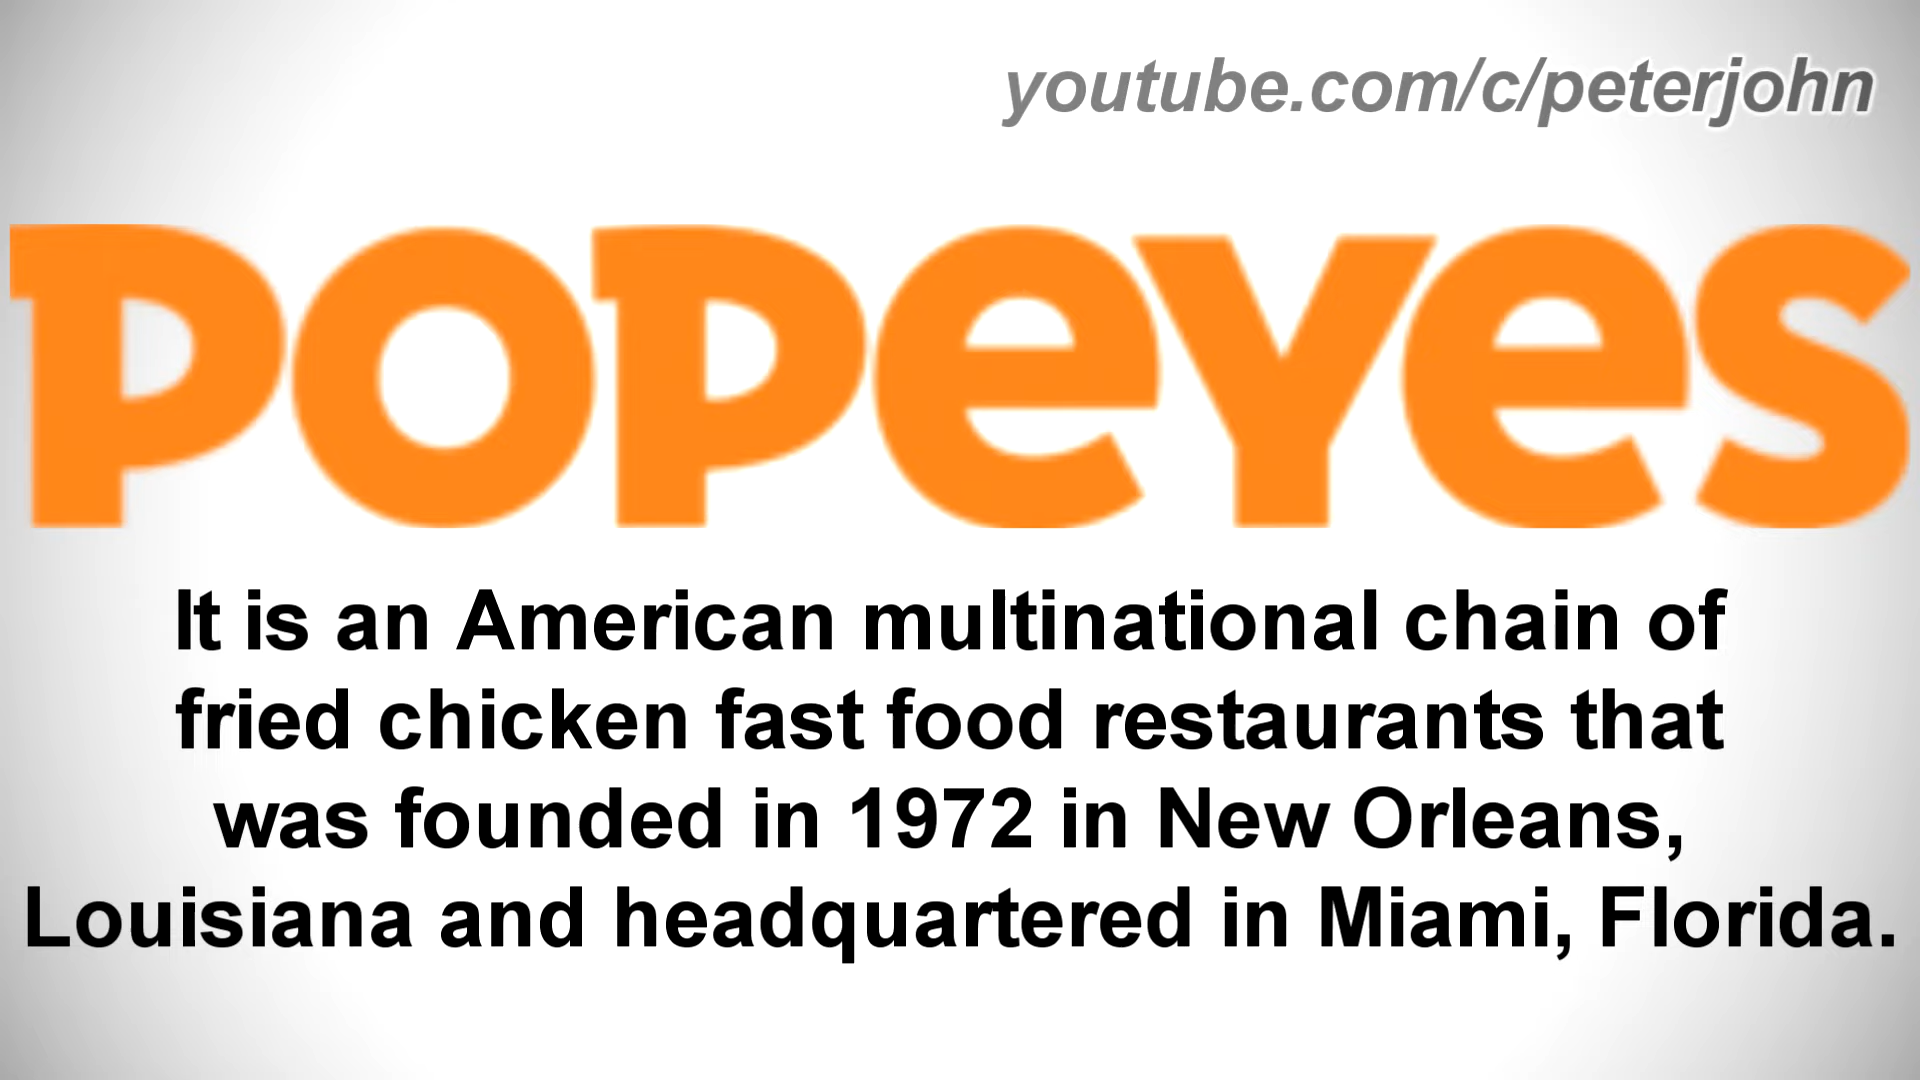 youtube.com/c/peterjohn
POPEYES
It is an American multinational chain of
fried chicken fast food restaurants that
was founded in 1972 in New Orleans,
Louisiana and headquartered in Miami, Florida.